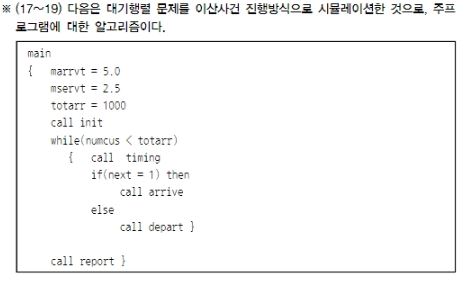 ※ (17～19) 다음은 대기행렬 문제를 이산사건 진행방식으로 시뮬레이션한 것으로, 주프
로그램에 대한 알고리즘이다.
main
{ marrvt = 5.0
mservt = 2.5
totarr = 1000
call init
while(numcus < totarr)
{ call timing
if(next = 1) then
call arrive
else
call depart }
call report }